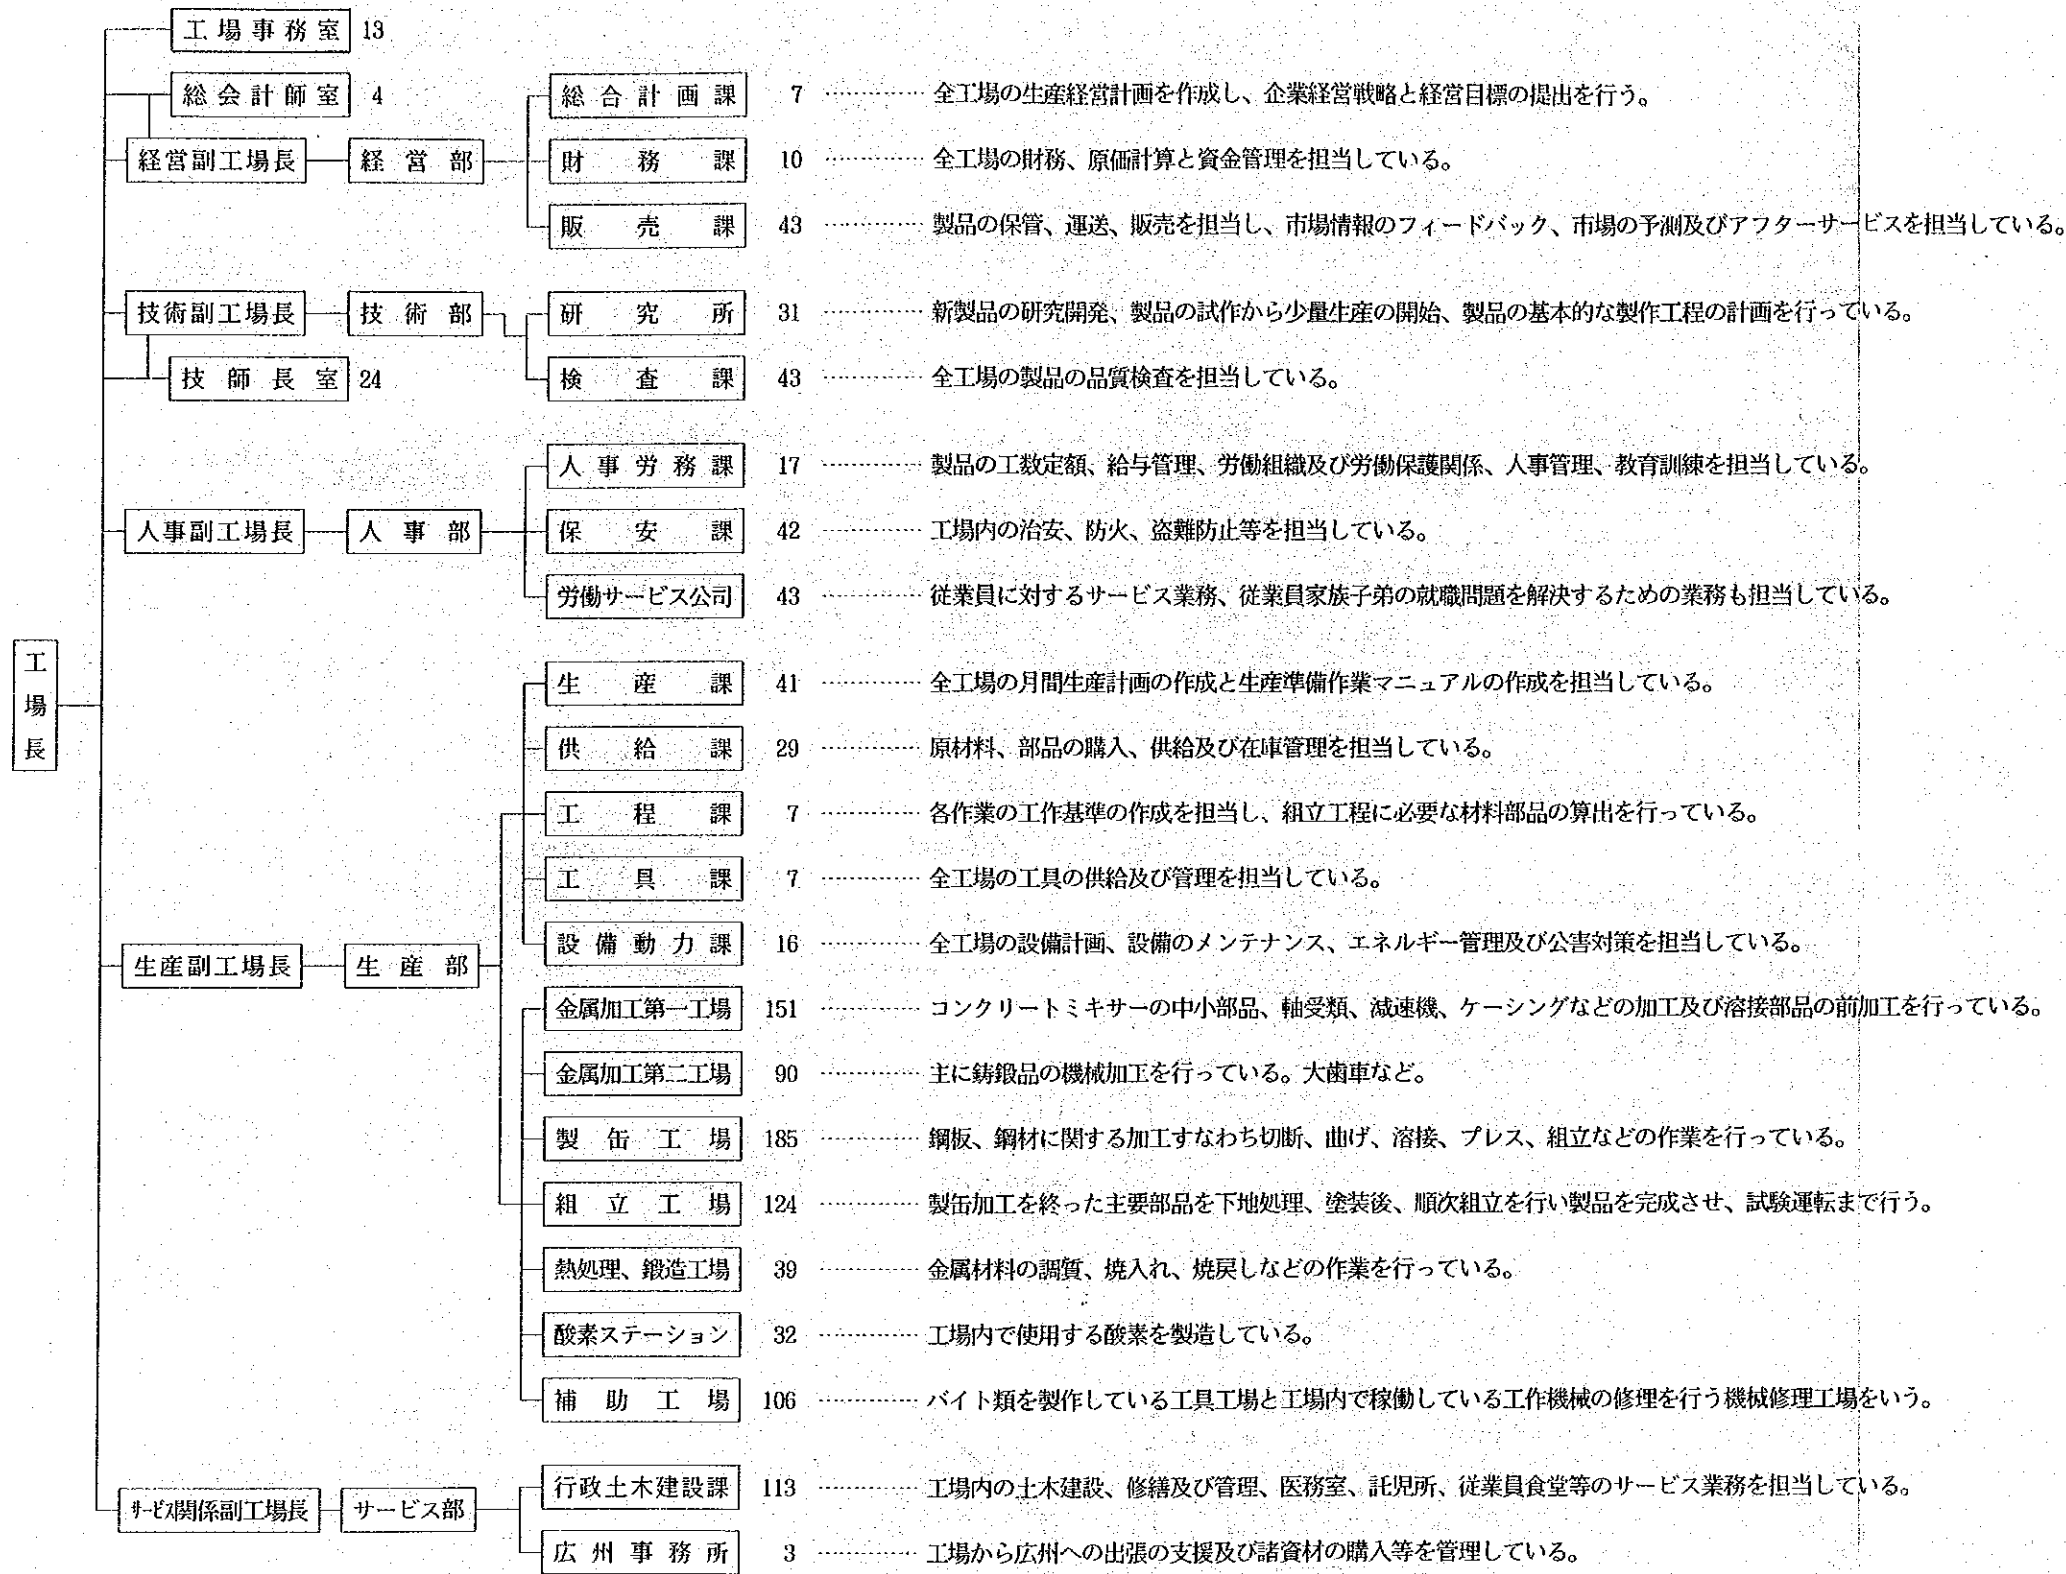 工場事務室 13
総会計師室 4
総合計画課 7 ………… 全工場の生産経営計画を作成し、企業経営戦略と経営目標の提出を行う。
経営副工場長 経営部 財務課 10 ………… 全工場の財務、原価計算と資金管理を担当している。
販売課 43 ………… 製品の保管、運送、販売を担当し、市場情報のフィードバック、市場の予測及びアフターサービスを担当している。
技術副工場長 技術部 研究所 31 ………… 新製品の研究開発、製品の試作から少量生産の開始、製品の基本的な製作工程の計画を行っている。
技師長室 24 検査課 43 ………… 全工場の製品の品質検査を担当している。
人事労務課 17 ………… 製品の工数定額、給与管理、労働組織及び労働保護関係、人事管理、教育訓練を担当している。
人事副工場長 人事部 保安課 42 ………… 工場内の治安、防火、盗難防止等を担当している。
労働サービス公司 43 ………… 従業員に対するサービス業務、従業員家族子弟の就職問題を解決するための業務も担当している。
工場長
生産課 41 ………… 全工場の月間生産計画の作成と生産準備作業マニュアルの作成を担当している。
供給課 29 ………… 原材料、部品の購入、供給及び在庫管理を担当している。
工程課 7 ………… 各作業の工作基準の作成を担当し、組立工程に必要な材料部品の算出を行っている。
工具課 7 ………… 全工場の工具の供給及び管理を担当している。
設備動力課 16 ………… 全工場の設備計画、設備のメンテナンス、エネルギー管理及び公害対策を担当している。
生産副工場長 生産部
金属加工第一工場 151 ………… コンクリートミキサーの中小部品、軸受類、減速機、ケーシングなどの加工及び溶接部品の前加工を行っている。
金属加工第二工場 90 ………… 主に鋳鍛品の機械加工を行っている。大歯車など。
製缶工場 185 ………… 鋼板、鋼材に関する加工すなわち切断、曲げ、溶接、プレス、組立などの作業を行っている。
組立工場 124 ………… 製缶加工を終った主要部品を下地処理、塗装後、順次組立を行い製品を完成させ、試験運転まで行う。
熱処理、鍛造工場 39 ………… 金属材料の調質、焼入れ、焼戻しなどの作業を行っている。
酸素ステーション 32 ………… 工場内で使用する酸素を製造している。
補助工場 106 ………… バイト類を製作している工具工場と工場内で稼働している工作機械の修理を行う機械修理工場をいう。
行政土木建設課 113 ………… 工場内の土木建設、修繕及び管理、医務室、託児所、従業員食堂等のサービス業務を担当している。
サービス関係副工場長 サービス部
広州事務所 3 ………… 工場から広州への出張の支援及び諸資材の購入等を管理している。